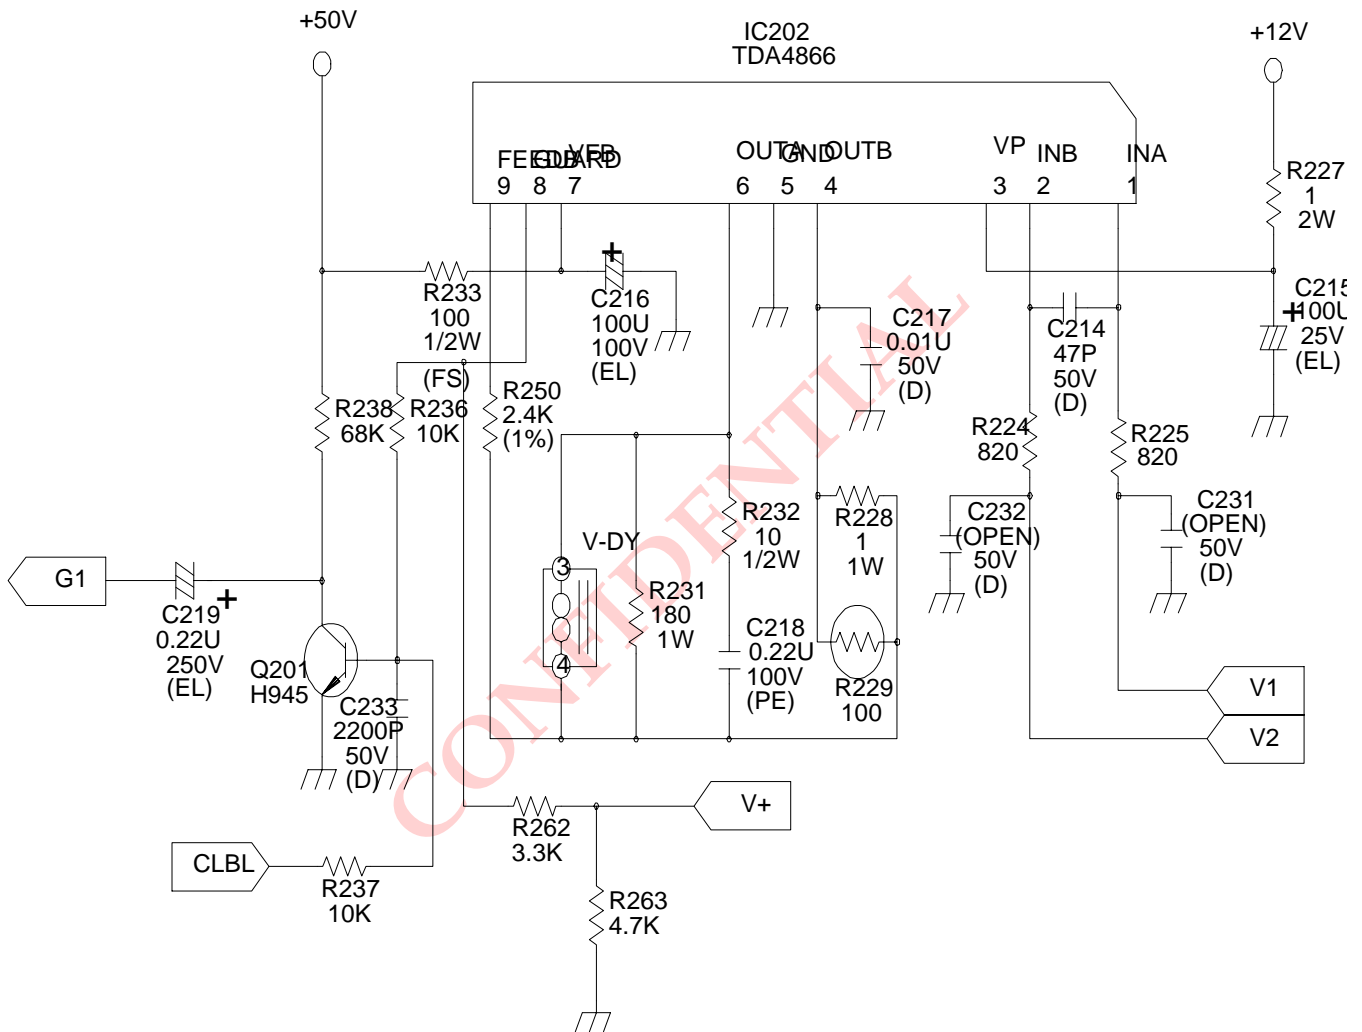 +50V
IC202
TDA4866
+12V
FEEDB
GUARD
VFB
OUTA
GND
OUTB
VP
INB
INA
9 8 7 6 5 4 3 2 1
R227
1
2W
R233
100
1/2W
(FS)
C216
100U
100V
(EL)
C217
0.01U
50V
(D)
C214
47P
50V
(D)
C215
100U
25V
(EL)
R238
68K
R236
10K
R250
2.4K
(1%)
R224
820
R225
820
R232
10
1/2W
R228
1
1W
C232
(OPEN)
50V
(D)
C231
(OPEN)
50V
(D)
G1
C219
0.22U
250V
(EL)
V-DY
3
4
R231
180
1W
C218
0.22U
100V
(PE)
R229
100
Q201
H945
C233
2200P
50V
(D)
V1
V2
V+
R262
3.3K
CLBL
R237
10K
R263
4.7K
CONFIDENTIAL